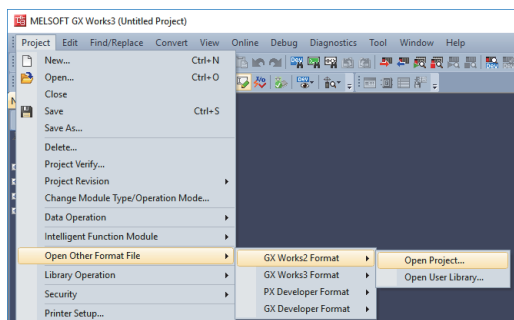 MELSOFT GX Works3 (Untitled Project)
Project Edit Find/Replace Convert View Online Debug Diagnostics Tool Window Help
New... Ctrl+N
Open... Ctrl+O
Close
Save Ctrl+S
Save As...
Delete...
Project Verify...
Project Revision
Change Module Type/Operation Mode...
Data Operation
Intelligent Function Module
Open Other Format File
GX Works2 Format
Open Project...
Library Operation
GX Works3 Format
Open User Library...
Security
PX Developer Format
Printer Setup...
GX Developer Format